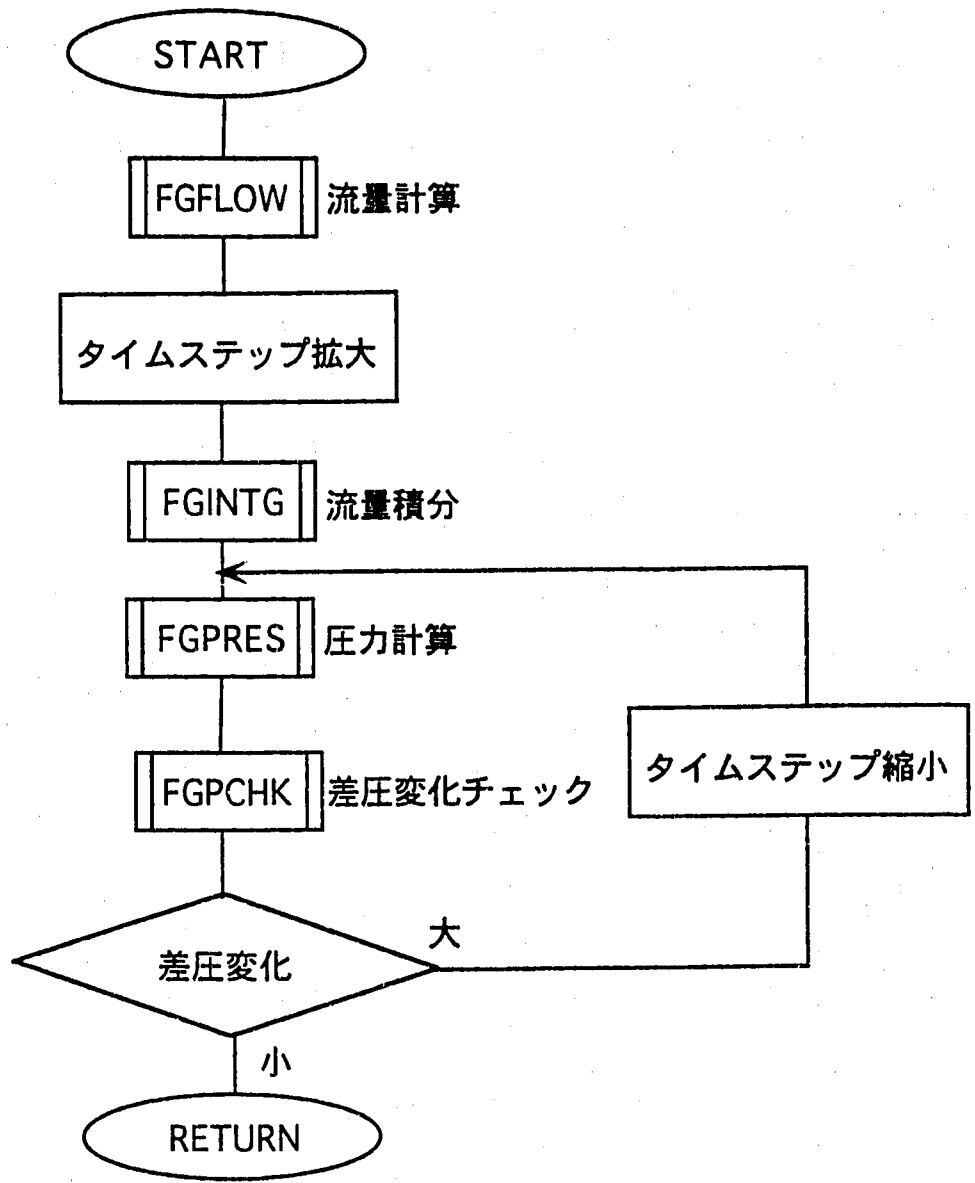 START
FGFLOW 流量計算
タイムステップ拡大
FGINTG 流量積分
FGPRES 圧力計算
タイムステップ縮小
FGPCHK 差圧変化チェック
大
差圧変化
小
RETURN